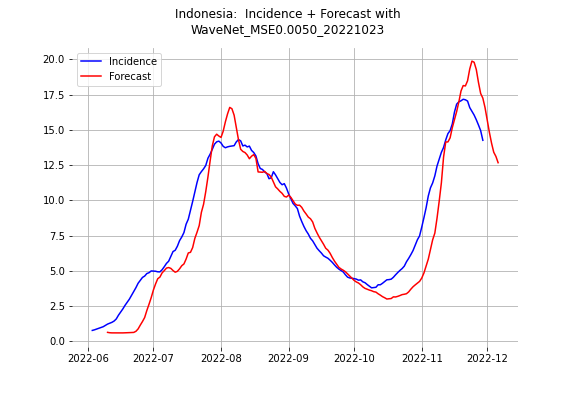 Indonesia:  Incidence + Forecast with
WaveNet_MSE0.0050_20221023
Incidence
Forecast
20.0
17.5
15.0
12.5
10.0
7.5
5.0
2.5
0.0
2022-06 2022-07 2022-08 2022-09 2022-10 2022-11 2022-12